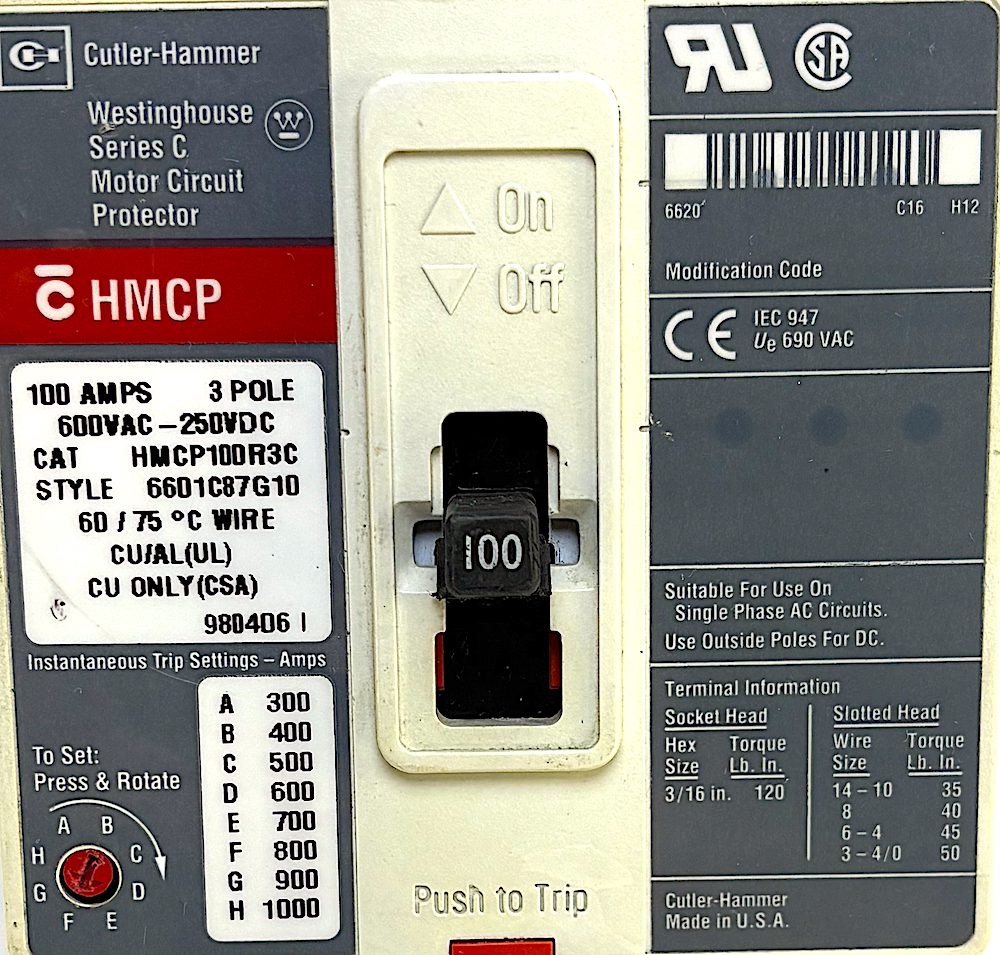 Cutler-Hammer
Westinghouse
Series C
Motor Circuit
Protector
C HMCP
100 AMPS 3 POLE
600VAC – 250VDC
CAT HMCP100R3C
STYLE 66D1C87G10
60 / 75 °C WIRE
CU/AL(UL)
CU ONLY(CSA)
980406 I
Instantaneous Trip Settings – Amps
A 300
B 400
C 500
D 600
E 700
F 800
G 900
H 1000
To Set:
Press & Rotate
A B
H C
G D
F E
On
Off
100
Push to Trip
UR SA
6620 C16 H12
Modification Code
CE IEC 947
Ue 690 VAC
Suitable For Use On
Single Phase AC Circuits.
Use Outside Poles For DC.
Terminal Information
Socket Head
Hex Torque
Size Lb. In.
3/16 in. 120
Slotted Head
Wire Torque
Size Lb. In.
14 – 10 35
8 40
6 – 4 45
3 – 4/0 50
Cutler-Hammer
Made in U.S.A.